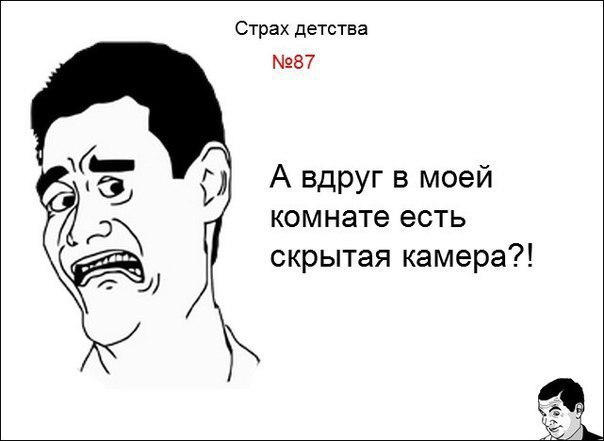 Страх детства
№87
А вдруг в моей
комнате есть
скрытая камера?!